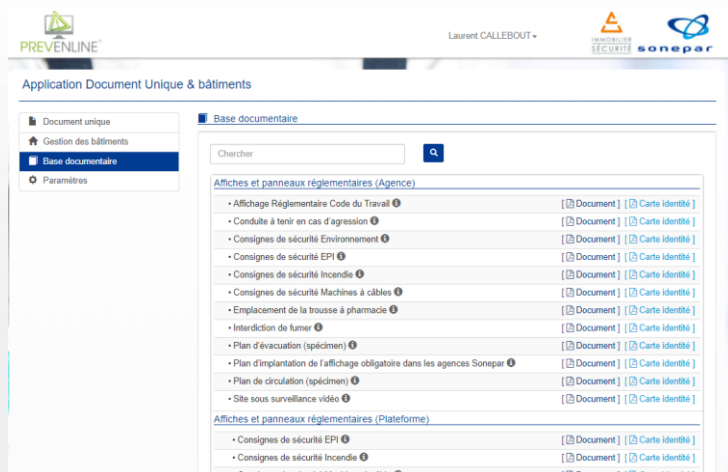 PREVENLINE
Laurent CALLEBOUT
IMMOBILIER
SÉCURITÉ
sonepar
Application Document Unique & bâtiments
Document unique
Gestion des bâtiments
Base documentaire
Paramètres
Base documentaire
Chercher
Affiches et panneaux réglementaires (Agence)
• Affichage Réglementaire Code du Travail [ Document ] [ Carte identité ]
• Conduite à tenir en cas d'agression [ Document ] [ Carte identité ]
• Consignes de sécurité Environnement [ Document ] [ Carte identité ]
• Consignes de sécurité EPI [ Document ] [ Carte identité ]
• Consignes de sécurité Incendie [ Document ] [ Carte identité ]
• Consignes de sécurité Machines à câbles [ Document ] [ Carte identité ]
• Emplacement de la trousse à pharmacie [ Document ] [ Carte identité ]
• Interdiction de fumer [ Document ] [ Carte identité ]
• Plan d'évacuation (spécimen) [ Document ] [ Carte identité ]
• Plan d'implantation de l'affichage obligatoire dans les agences Sonepar [ Document ] [ Carte identité ]
• Plan de circulation (spécimen) [ Document ] [ Carte identité ]
• Site sous surveillance vidéo [ Document ] [ Carte identité ]
Affiches et panneaux réglementaires (Plateforme)
• Consignes de sécurité EPI [ Document ] [ Carte identité ]
• Consignes de sécurité Incendie [ Document ] [ Carte identité ]